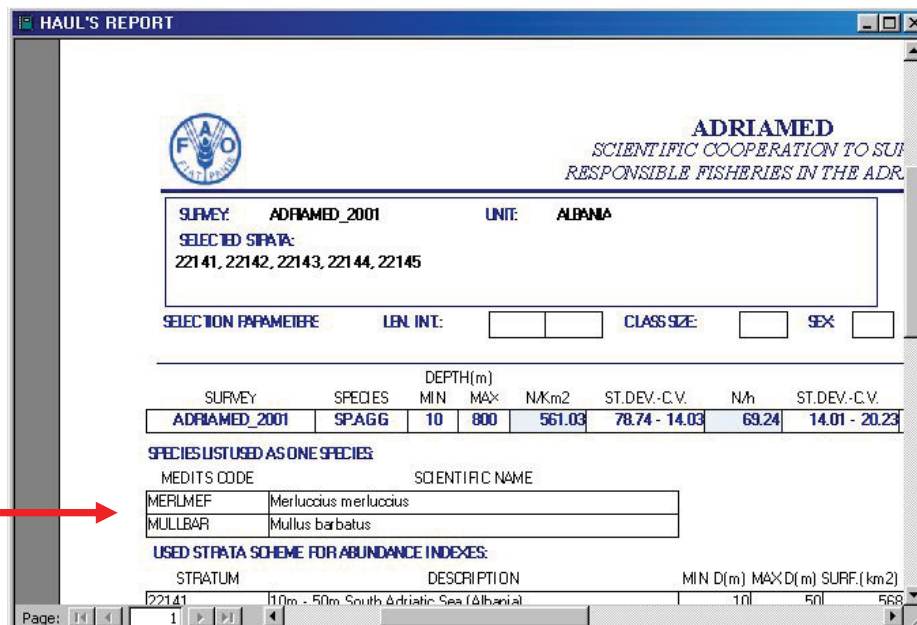 HAUL'S REPORT
FAO
FIAT PANIS
ADRIAMED
SCIENTIFIC COOPERATION TO SUP
RESPONSIBLE FISHERIES IN THE ADR
SURVEY: ADRIAMED_2001 UNIT: ALBANIA
SELECTED STRATA:
22141, 22142, 22143, 22144, 22145
SELECTION PARAMETERS: LEN. INT.: CLASS SIZE: SEX:
DEPTH(m)
SURVEY SPECIES MIN MAX N/Km2 ST.DEV.-C.V. N/h ST.DEV.-C.V.
ADRIAMED_2001 SP.AGG 10 800 561.03 78.74 - 14.03 69.24 14.01 - 20.23
SPECIES LIST USED AS ONE SPECIES:
MEDITS CODE SCIENTIFIC NAME
MERLMEF Merluccius merluccius
MULLBAR Mullus barbatus
USED STRATA SCHEME FOR ABUNDANCE INDEXES:
STRATUM DESCRIPTION MIN D(m) MAX D(m) SURF.(km2)
22141 10m - 50m South Adriatic Sea (Albania) 10 50 568
Page: 1